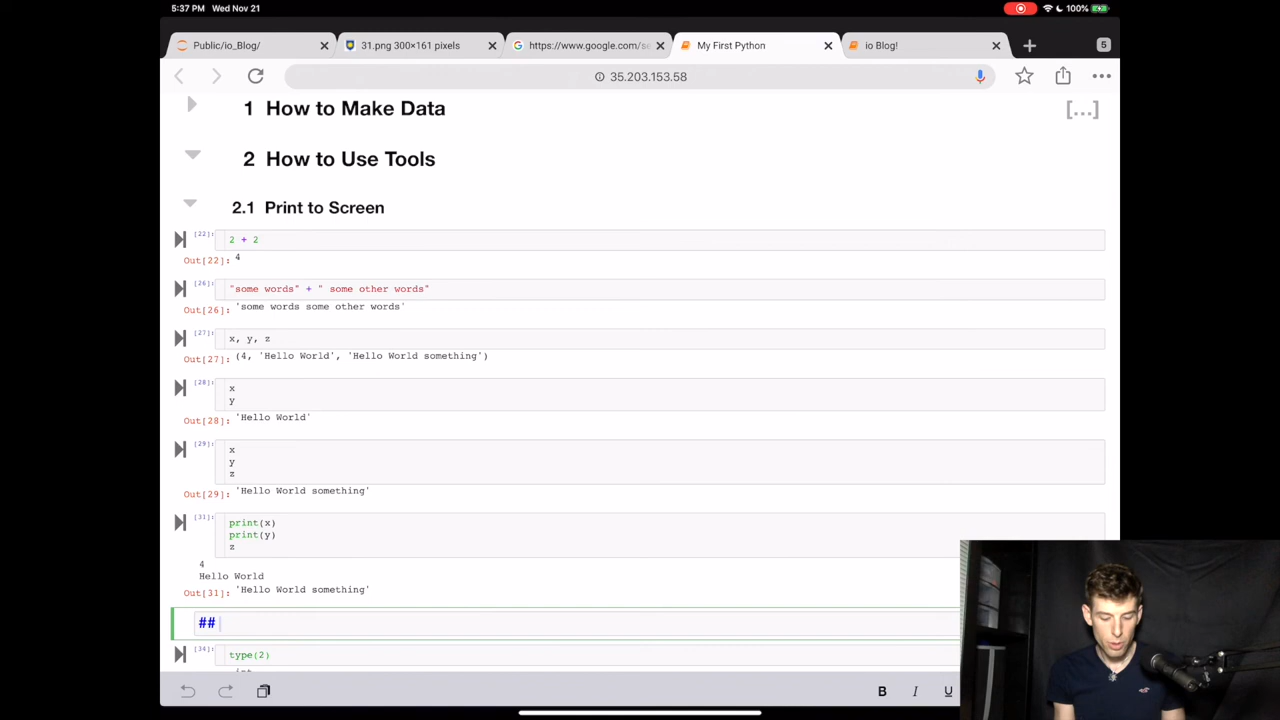 5:37 PM Wed Nov 21
100%
Public/io_Blog/
31.png 300×161 pixels
https://www.google.com/se
My First Python
io Blog!
5
35.203.153.58
1 How to Make Data
[...]
2 How to Use Tools
2.1 Print to Screen
[22]: 2 + 2
Out[22]: 4
[26]: "some words" + " some other words"
Out[26]: 'some words some other words'
[27]: x, y, z
Out[27]: (4, 'Hello World', 'Hello World something')
[28]: x
y
Out[28]: 'Hello World'
[29]: x
y
z
Out[29]: 'Hello World something'
[31]: print(x)
print(y)
z
4
Hello World
Out[31]: 'Hello World something'
##
[34]: type(2)
B I U